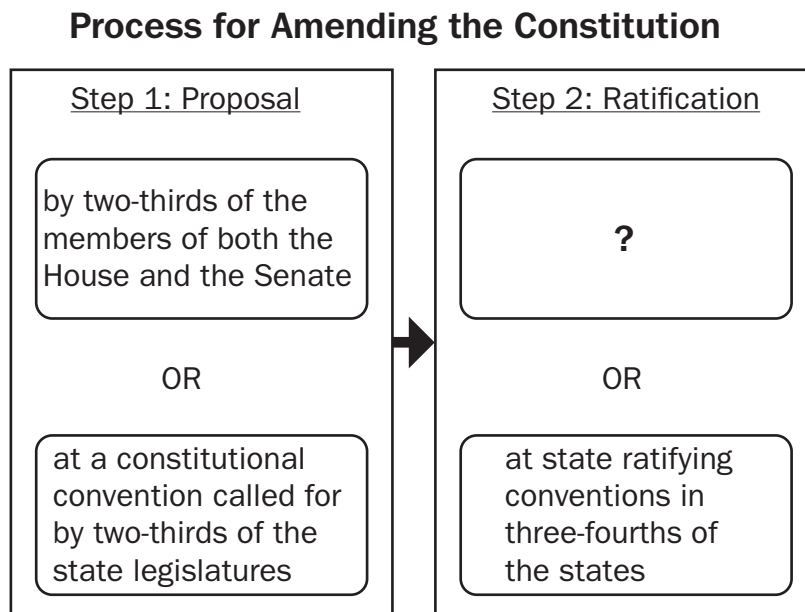 Process for Amending the Constitution
Step 1: Proposal
by two-thirds of the
members of both the
House and the Senate
OR
at a constitutional
convention called for
by two-thirds of the
state legislatures
Step 2: Ratification
?
OR
at state ratifying
conventions in
three-fourths of
the states